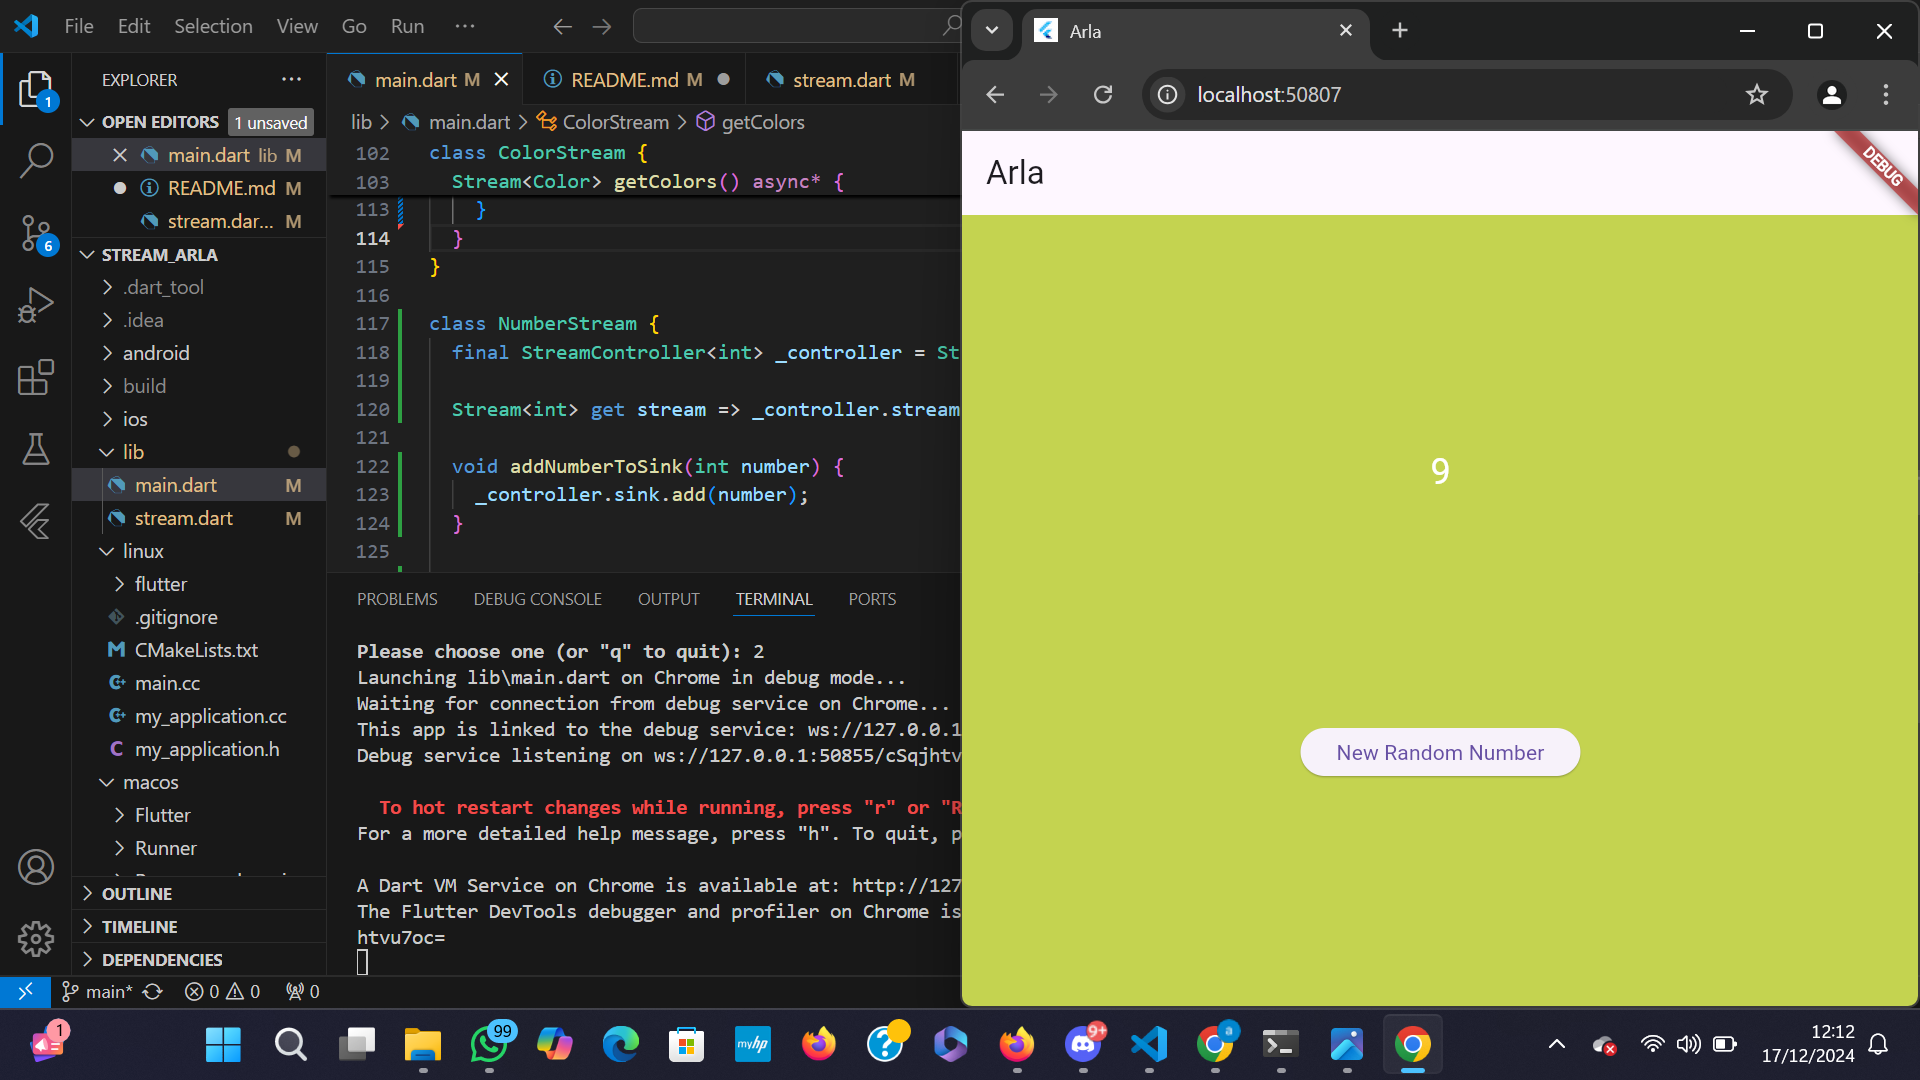 File Edit Selection View Go Run ···
EXPLORER
OPEN EDITORS 1 unsaved
main.dart lib M
README.md M
stream.dar... M
STREAM_ARLA
.dart_tool
.idea
android
build
ios
lib
main.dart M
stream.dart M
linux
flutter
.gitignore
CMakeLists.txt
main.cc
my_application.cc
my_application.h
macos
Flutter
Runner
OUTLINE
TIMELINE
DEPENDENCIES
1
6
main.dart M
README.md M
stream.dart M
lib > main.dart > ColorStream > getColors
102 class ColorStream {
103 Stream<Color> getColors() async* {
113 }
114 }
115 }
116
117 class NumberStream {
118 final StreamController<int> _controller = St
119
120 Stream<int> get stream => _controller.stream
121
122 void addNumberToSink(int number) {
123 _controller.sink.add(number);
124 }
125
PROBLEMS DEBUG CONSOLE OUTPUT TERMINAL PORTS
Please choose one (or "q" to quit): 2
Launching lib\main.dart on Chrome in debug mode...
Waiting for connection from debug service on Chrome...
This app is linked to the debug service: ws://127.0.0.1
Debug service listening on ws://127.0.0.1:50855/cSqjhtv
To hot restart changes while running, press "r" or "R
For a more detailed help message, press "h". To quit, p
A Dart VM Service on Chrome is available at: http://127
The Flutter DevTools debugger and profiler on Chrome is
htvu7oc=
main* 0 0 0
Arla
localhost:50807
Arla
DEBUG
9
New Random Number
1
99
myhp
9+
a
12:12
17/12/2024